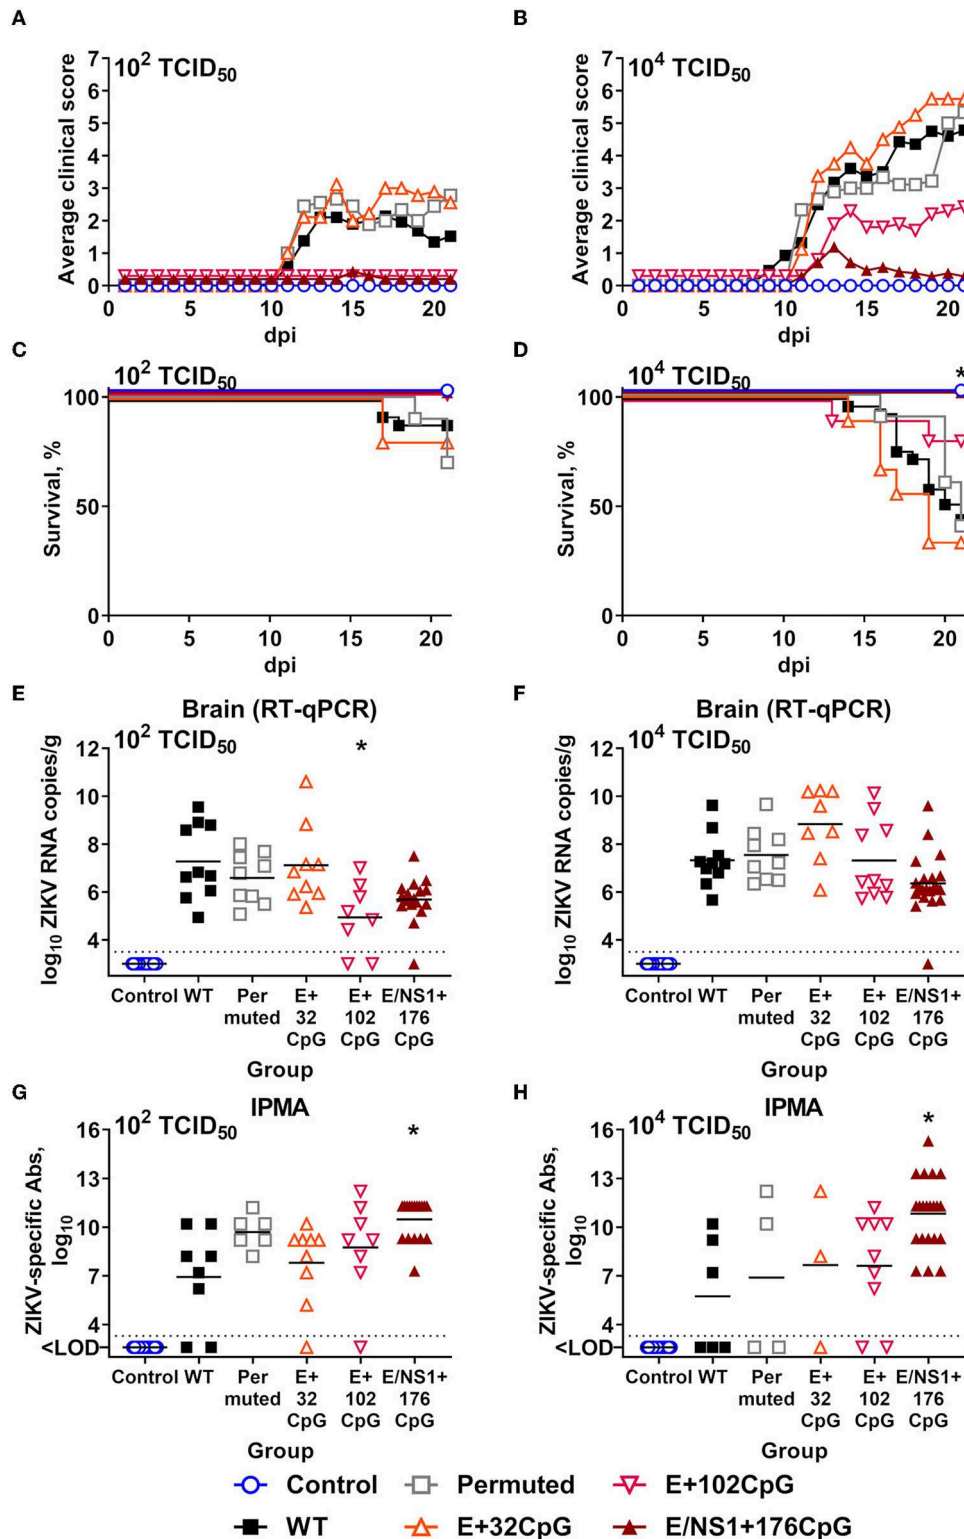 A
B
10² TCID₅₀
10⁴ TCID₅₀
Average clinical score
7
6
5
4
3
2
1
0
0 5 10 15 20
dpi
Average clinical score
7
6
5
4
3
2
1
0
0 5 10 15 20
dpi
C
D
10² TCID₅₀
10⁴ TCID₅₀
*
Survival, %
100
50
0
0 5 10 15 20
dpi
Survival, %
100
50
0
0 5 10 15 20
dpi
E
F
Brain (RT-qPCR)
10² TCID₅₀
*
log₁₀ ZIKV RNA copies/g
12
10
8
6
4
Control WT Per E+ E+ E/NS1+
muted 32 102 176
CpG CpG CpG
Group
Brain (RT-qPCR)
10⁴ TCID₅₀
log₁₀ ZIKV RNA copies/g
12
10
8
6
4
Control WT Per E+ E+ E/NS1+
muted 32 102 176
CpG CpG CpG
Group
G
H
IPMA
10² TCID₅₀
*
ZIKV-specific Abs,
log₁₀
16
13
10
7
4
<LOD
Control WT Per E+ E+ E/NS1+
muted 32 102 176
CpG CpG CpG
Group
IPMA
10⁴ TCID₅₀
*
ZIKV-specific Abs,
log₁₀
16
13
10
7
4
<LOD
Control WT Per E+ E+ E/NS1+
muted 32 102 176
CpG CpG CpG
Group
Control Permuted E+102CpG
WT E+32CpG E/NS1+176CpG